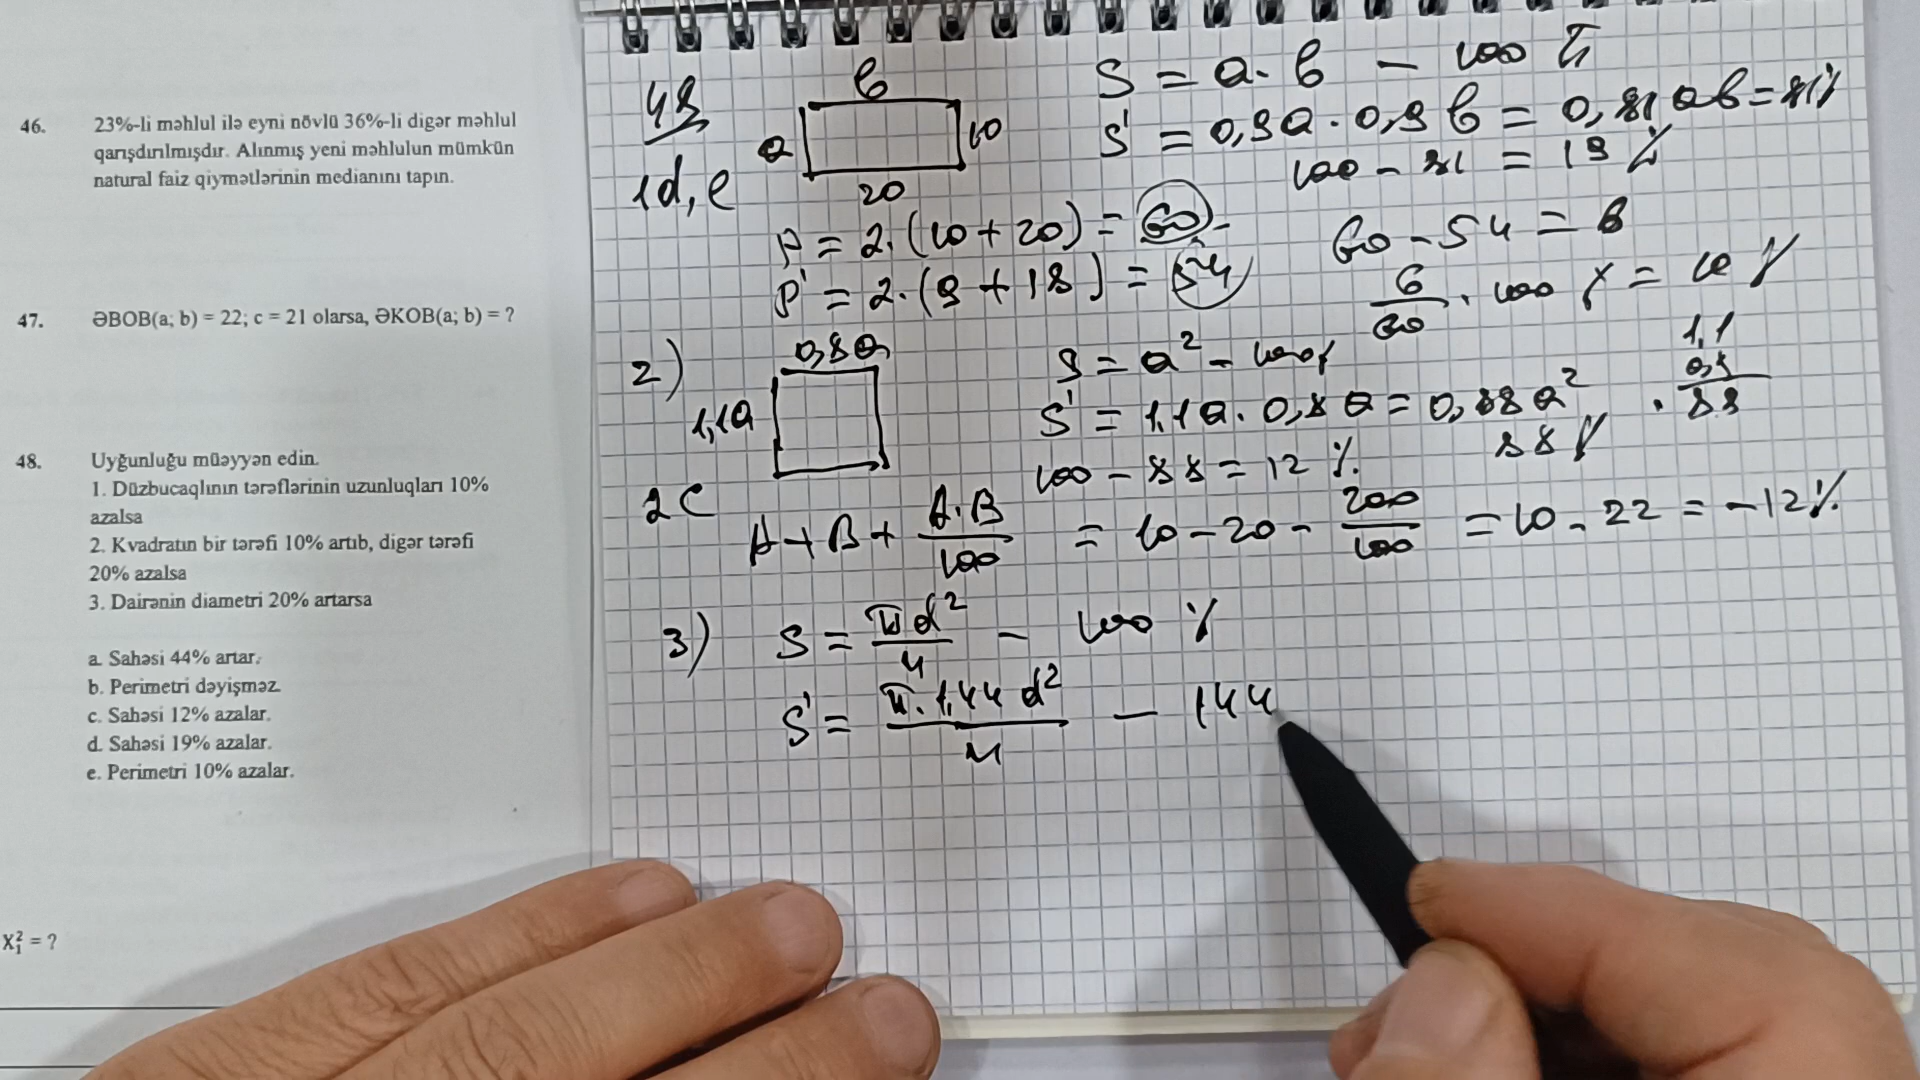 46. 23%-li məhlul ilə eyni növlü 36%-li digər məhlul
qarışdırılmışdır. Alınmış yeni məhlulun mümkün
natural faiz qiymətlərinin medianını tapın.
47. ƏBOB(a; b) = 22; c = 21 olarsa, ƏKOB(a; b) = ?
48. Uyğunluğu müəyyən edin.
1. Düzbucaqlının tərəflərinin uzunluqları 10%
azalsa
2. Kvadratın bir tərəfi 10% artıb, digər tərəfi
20% azalsa
3. Dairənin diametri 20% artarsa
a. Sahəsi 44% artar.
b. Perimetri dəyişməz.
c. Sahəsi 12% azalar.
d. Sahəsi 19% azalar.
e. Perimetri 10% azalar.
X₁² = ?
48
1d, e
b
a
10
20
S = a · b — 100 %
S' = 0,9a · 0,9b = 0,81ab = 81%
100 - 81 = 19 %
P = 2·(10 + 20) = 60
P' = 2·(9 + 18) = 54
60 - 54 = 6
6/60 · 100 % = 10 %
2)
0,8a
1,1a
S = a² - 100%
S' = 1,1a · 0,8a = 0,88a²
88 %
1,1
0,8
88
100 - 88 = 12 %
2c
A + B + A·B/100 = 10 - 20 - 200/100 = 10 - 22 = -12%
3) S = πd²/4 — 100 %
S' = π·1,44 d²/4 — 144